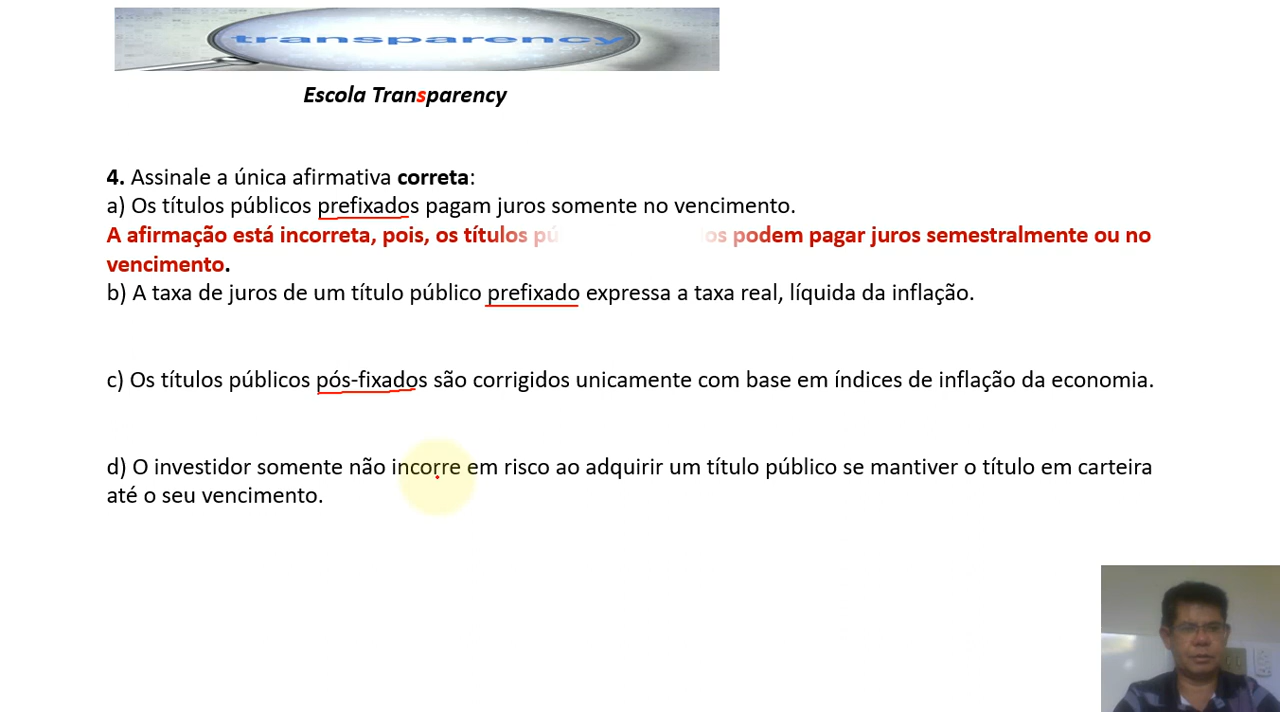 transparency
Escola Transparency
4. Assinale a única afirmativa correta:
a) Os títulos públicos prefixados pagam juros somente no vencimento.
A afirmação está incorreta, pois, os títulos podem pagar juros semestralmente ou no
vencimento.
b) A taxa de juros de um título público prefixado expressa a taxa real, líquida da inflação.
c) Os títulos públicos pós-fixados são corrigidos unicamente com base em índices de inflação da economia.
d) O investidor somente não incorre em risco ao adquirir um título público se mantiver o título em carteira
até o seu vencimento.